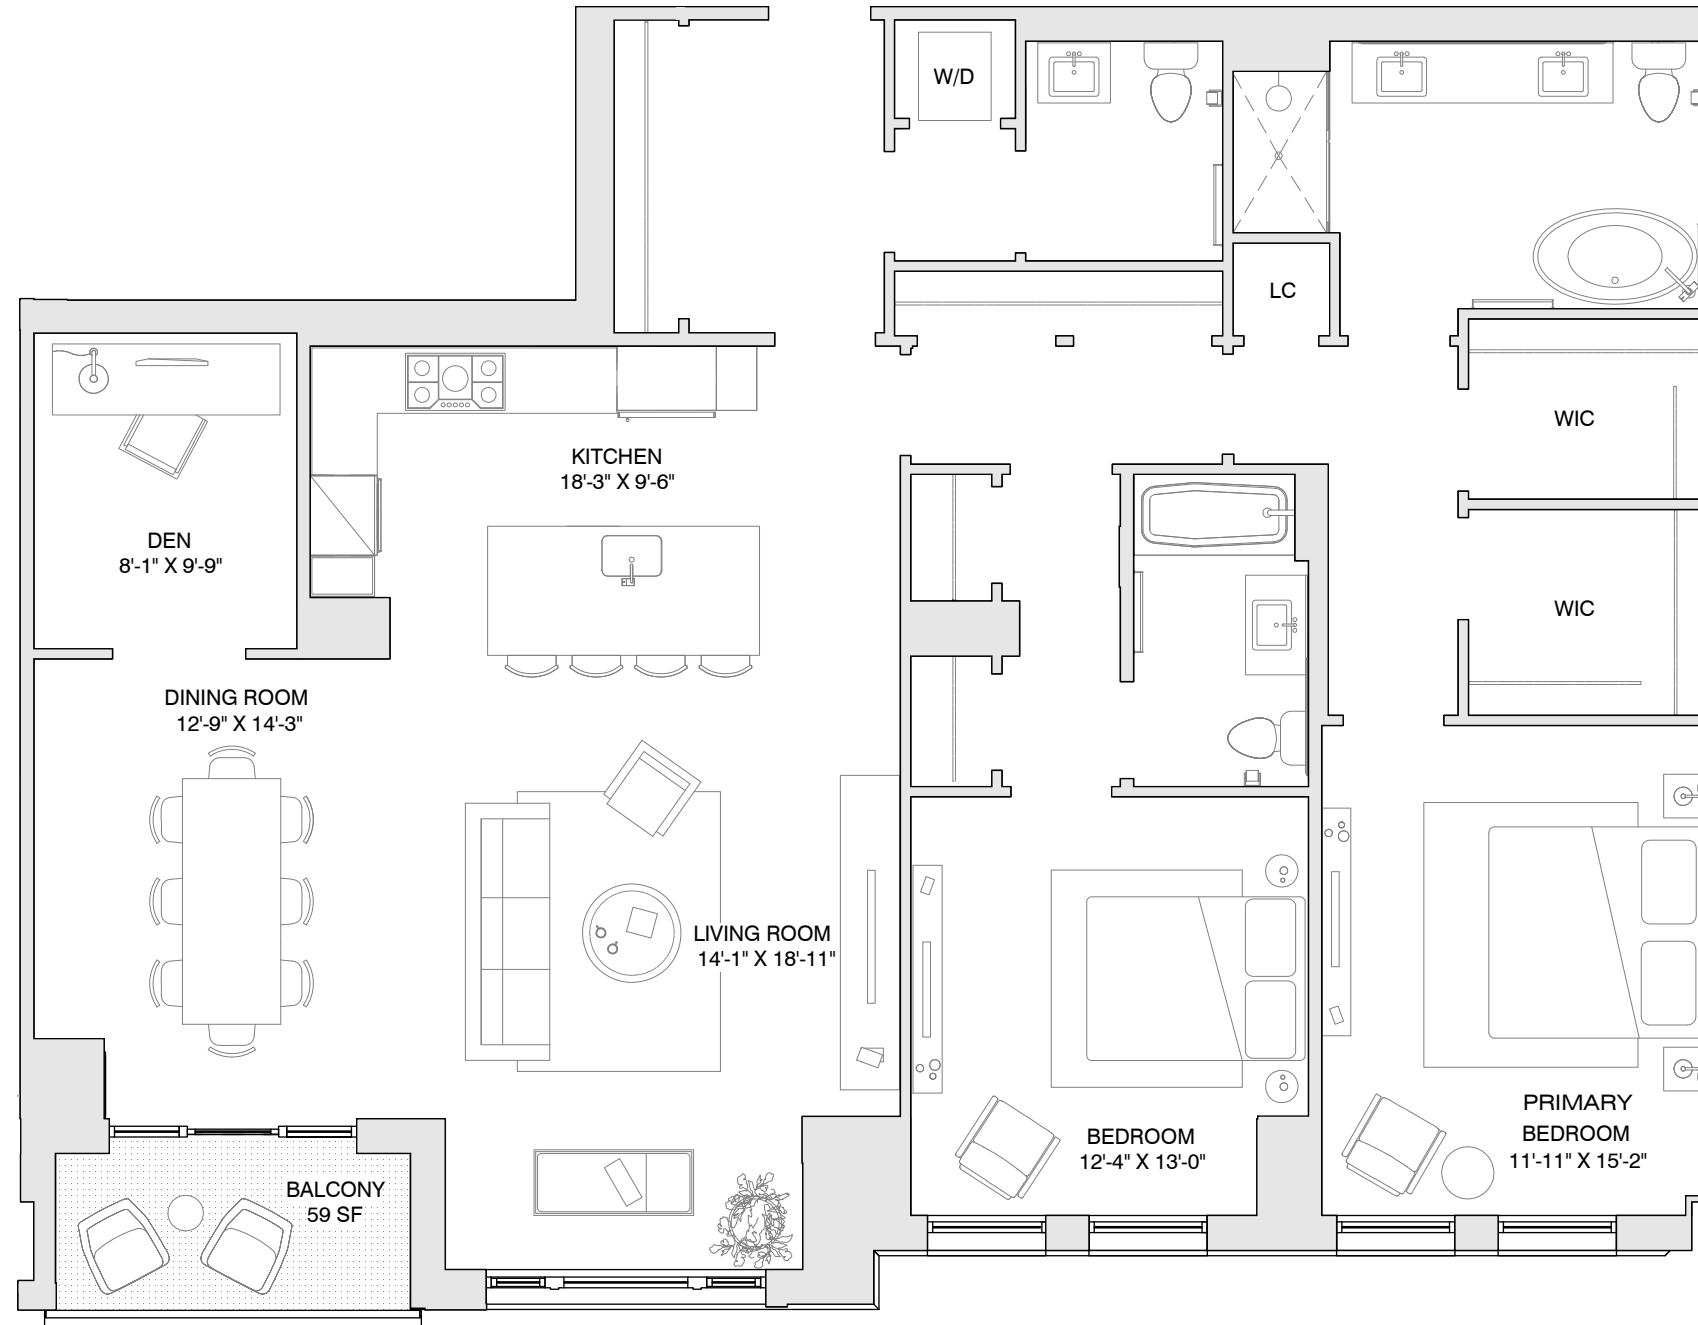 W/D
LC
WIC
KITCHEN
18'-3" X 9'-6"
DEN
8'-1" X 9'-9"
WIC
DINING ROOM
12'-9" X 14'-3"
LIVING ROOM
14'-1" X 18'-11"
PRIMARY
BEDROOM
11'-11" X 15'-2"
BEDROOM
12'-4" X 13'-0"
BALCONY
59 SF